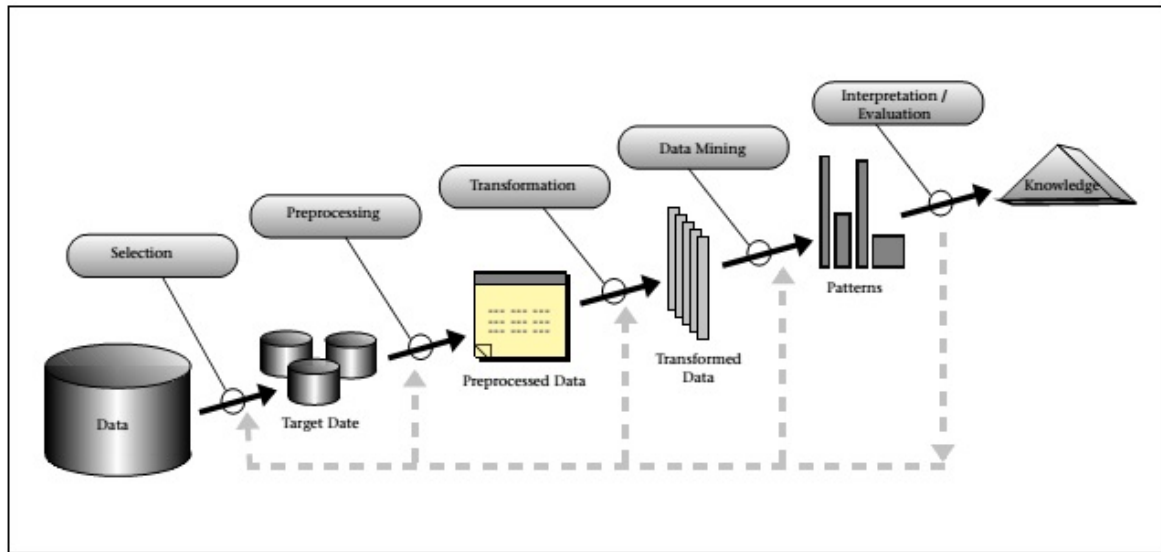 Interpretation /
Evaluation
Data Mining
Transformation
Preprocessing
Selection
Knowledge
Patterns
Transformed
Data
Preprocessed Data
Target Date
Data